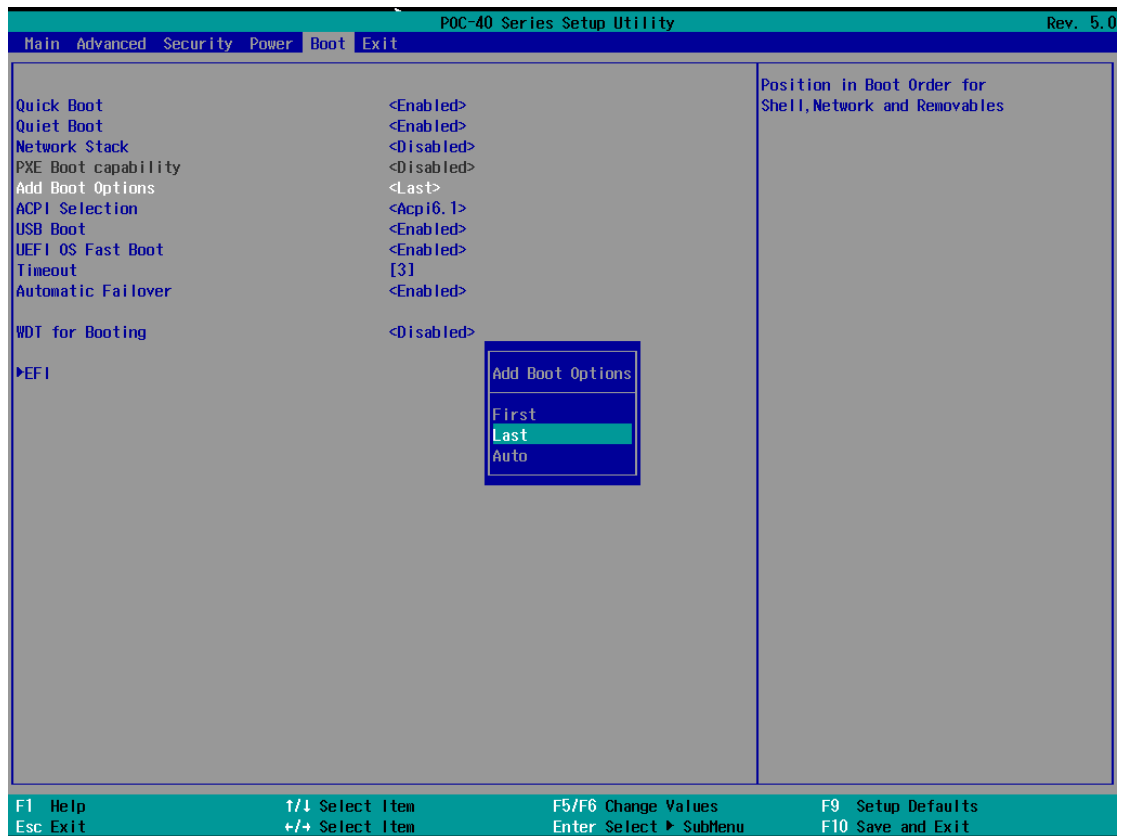 POC-40 Series Setup Utility Rev. 5.0
Main Advanced Security Power Boot Exit
Position in Boot Order for
Shell,Network and Removables
Quick Boot <Enabled>
Quiet Boot <Enabled>
Network Stack <Disabled>
PXE Boot capability <Disabled>
Add Boot Options <Last>
ACPI Selection <Acpi6.1>
USB Boot <Enabled>
UEFI OS Fast Boot <Enabled>
Timeout [3]
Automatic Failover <Enabled>
WDT for Booting <Disabled>
▶EFI
Add Boot Options
First
Last
Auto
F1 Help ↑/↓ Select Item F5/F6 Change Values F9 Setup Defaults
Esc Exit ←/→ Select Item Enter Select ▶ SubMenu F10 Save and Exit